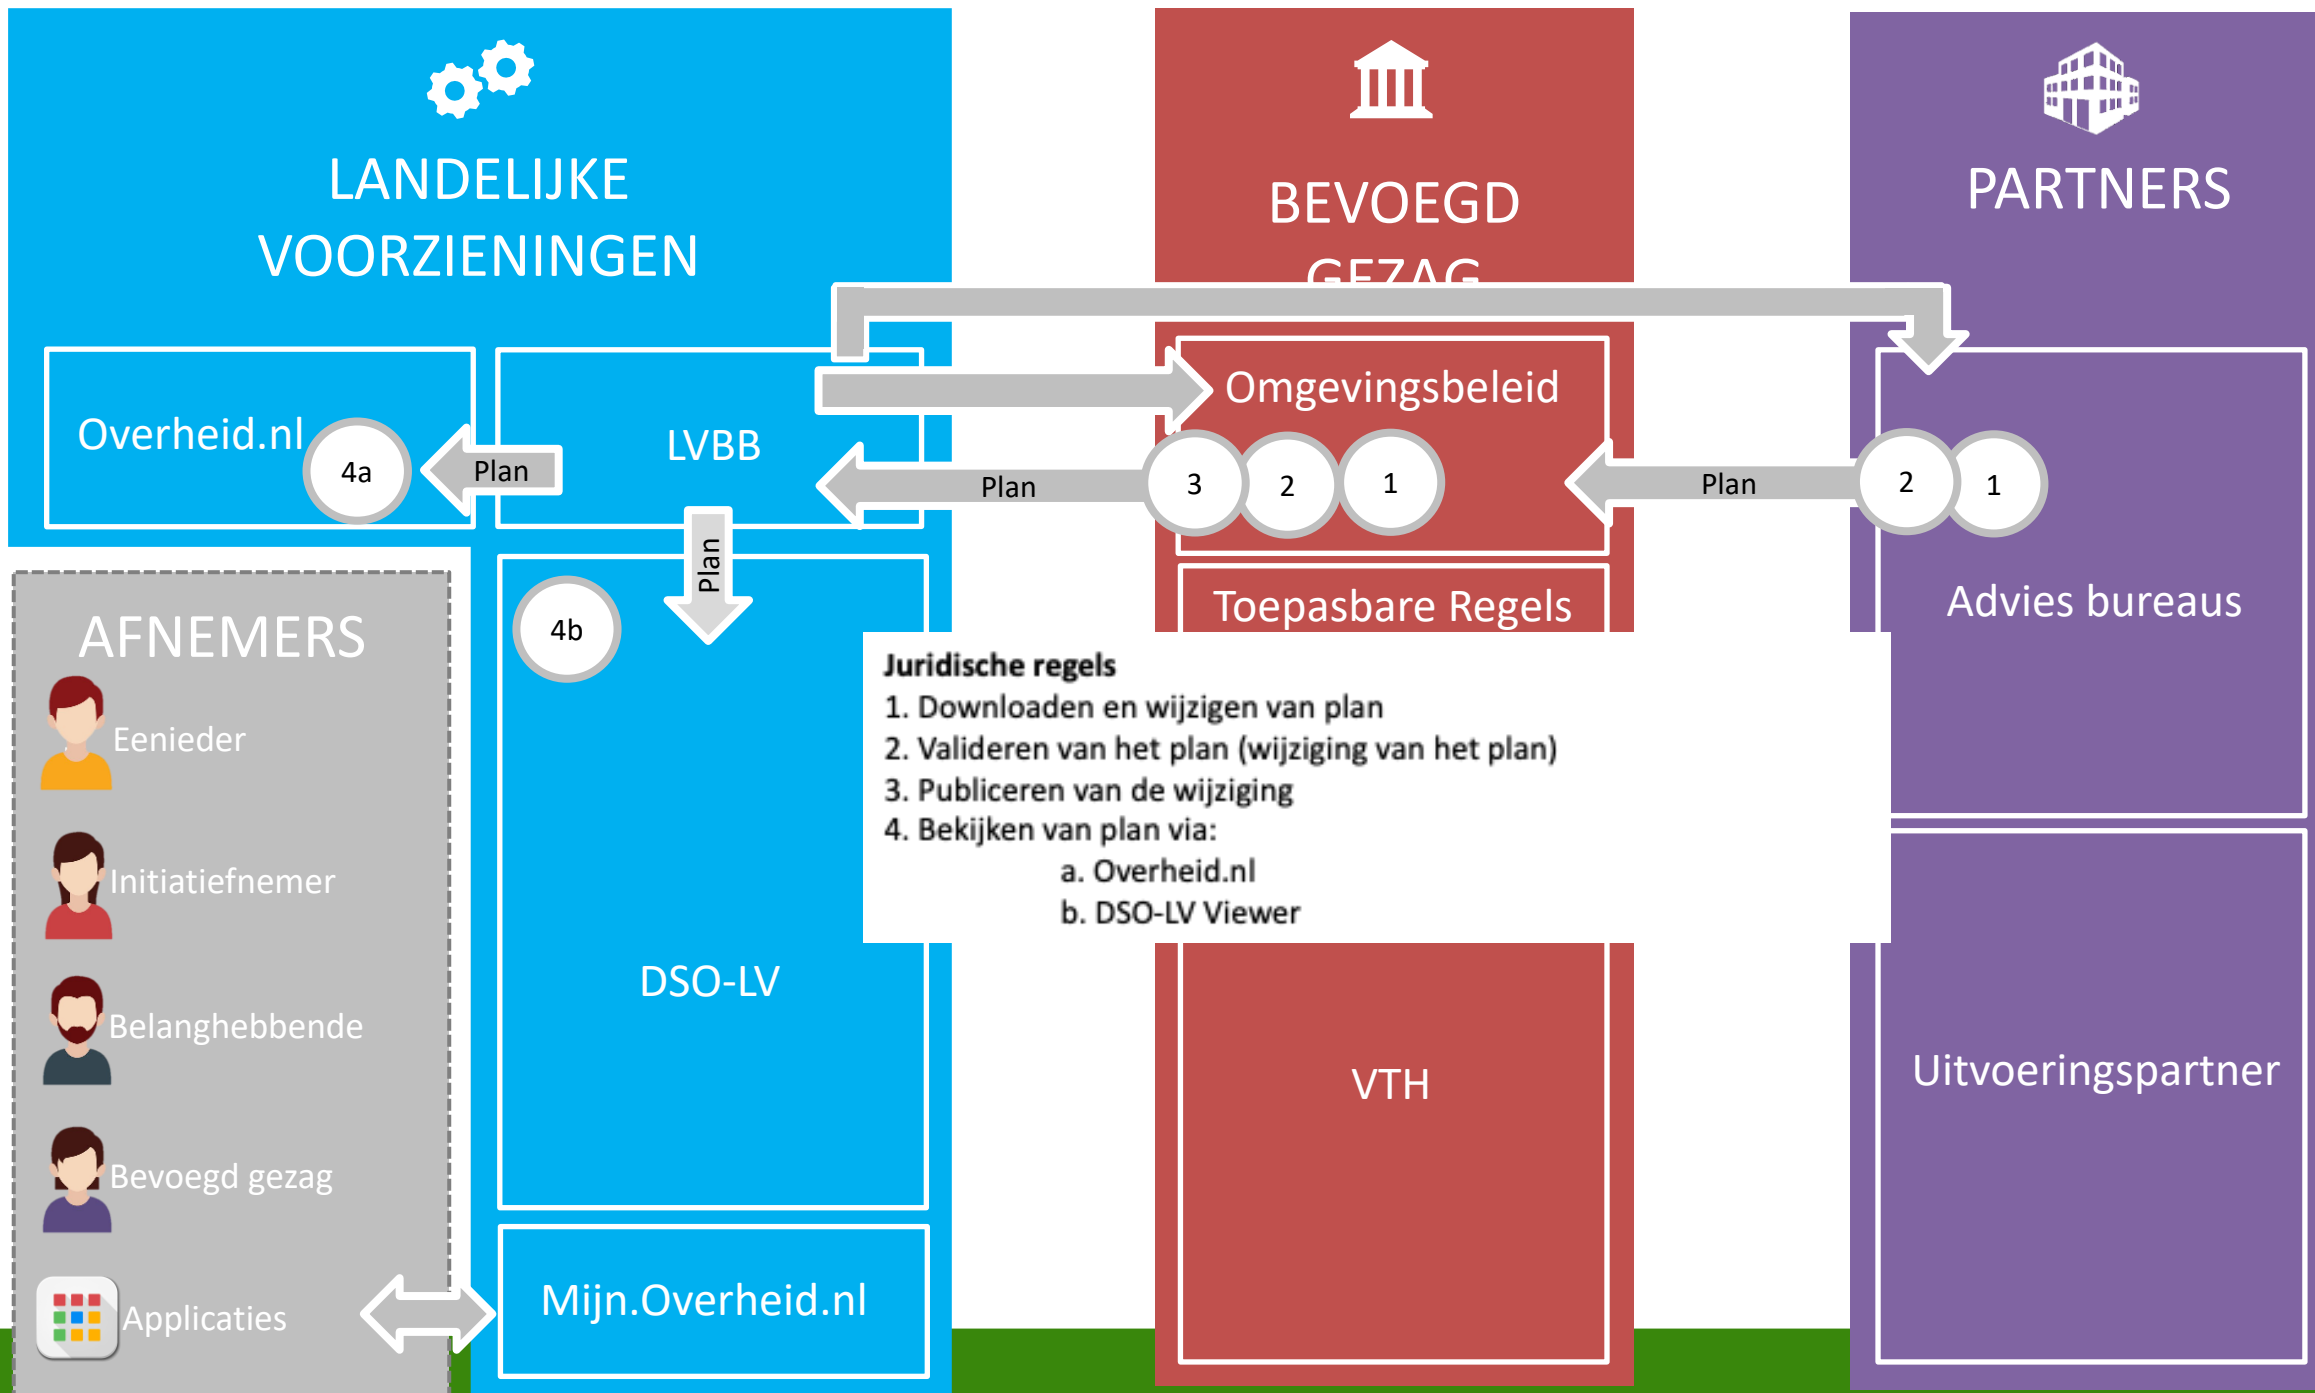 LANDELIJKE
VOORZIENINGEN
BEVOEGD
GEZAG
PARTNERS
Overheid.nl
4a
Plan
LVBB
Plan
Omgevingsbeleid
3
2
1
Plan
2
1
Plan
4b
DSO-LV
Mijn.Overheid.nl
Toepasbare Regels
VTH
Advies bureaus
Uitvoeringspartner
AFNEMERS
Eenieder
Initiatiefnemer
Belanghebbende
Bevoegd gezag
Applicaties
Juridische regels
1. Downloaden en wijzigen van plan
2. Valideren van het plan (wijziging van het plan)
3. Publiceren van de wijziging
4. Bekijken van plan via:
a. Overheid.nl
b. DSO-LV Viewer